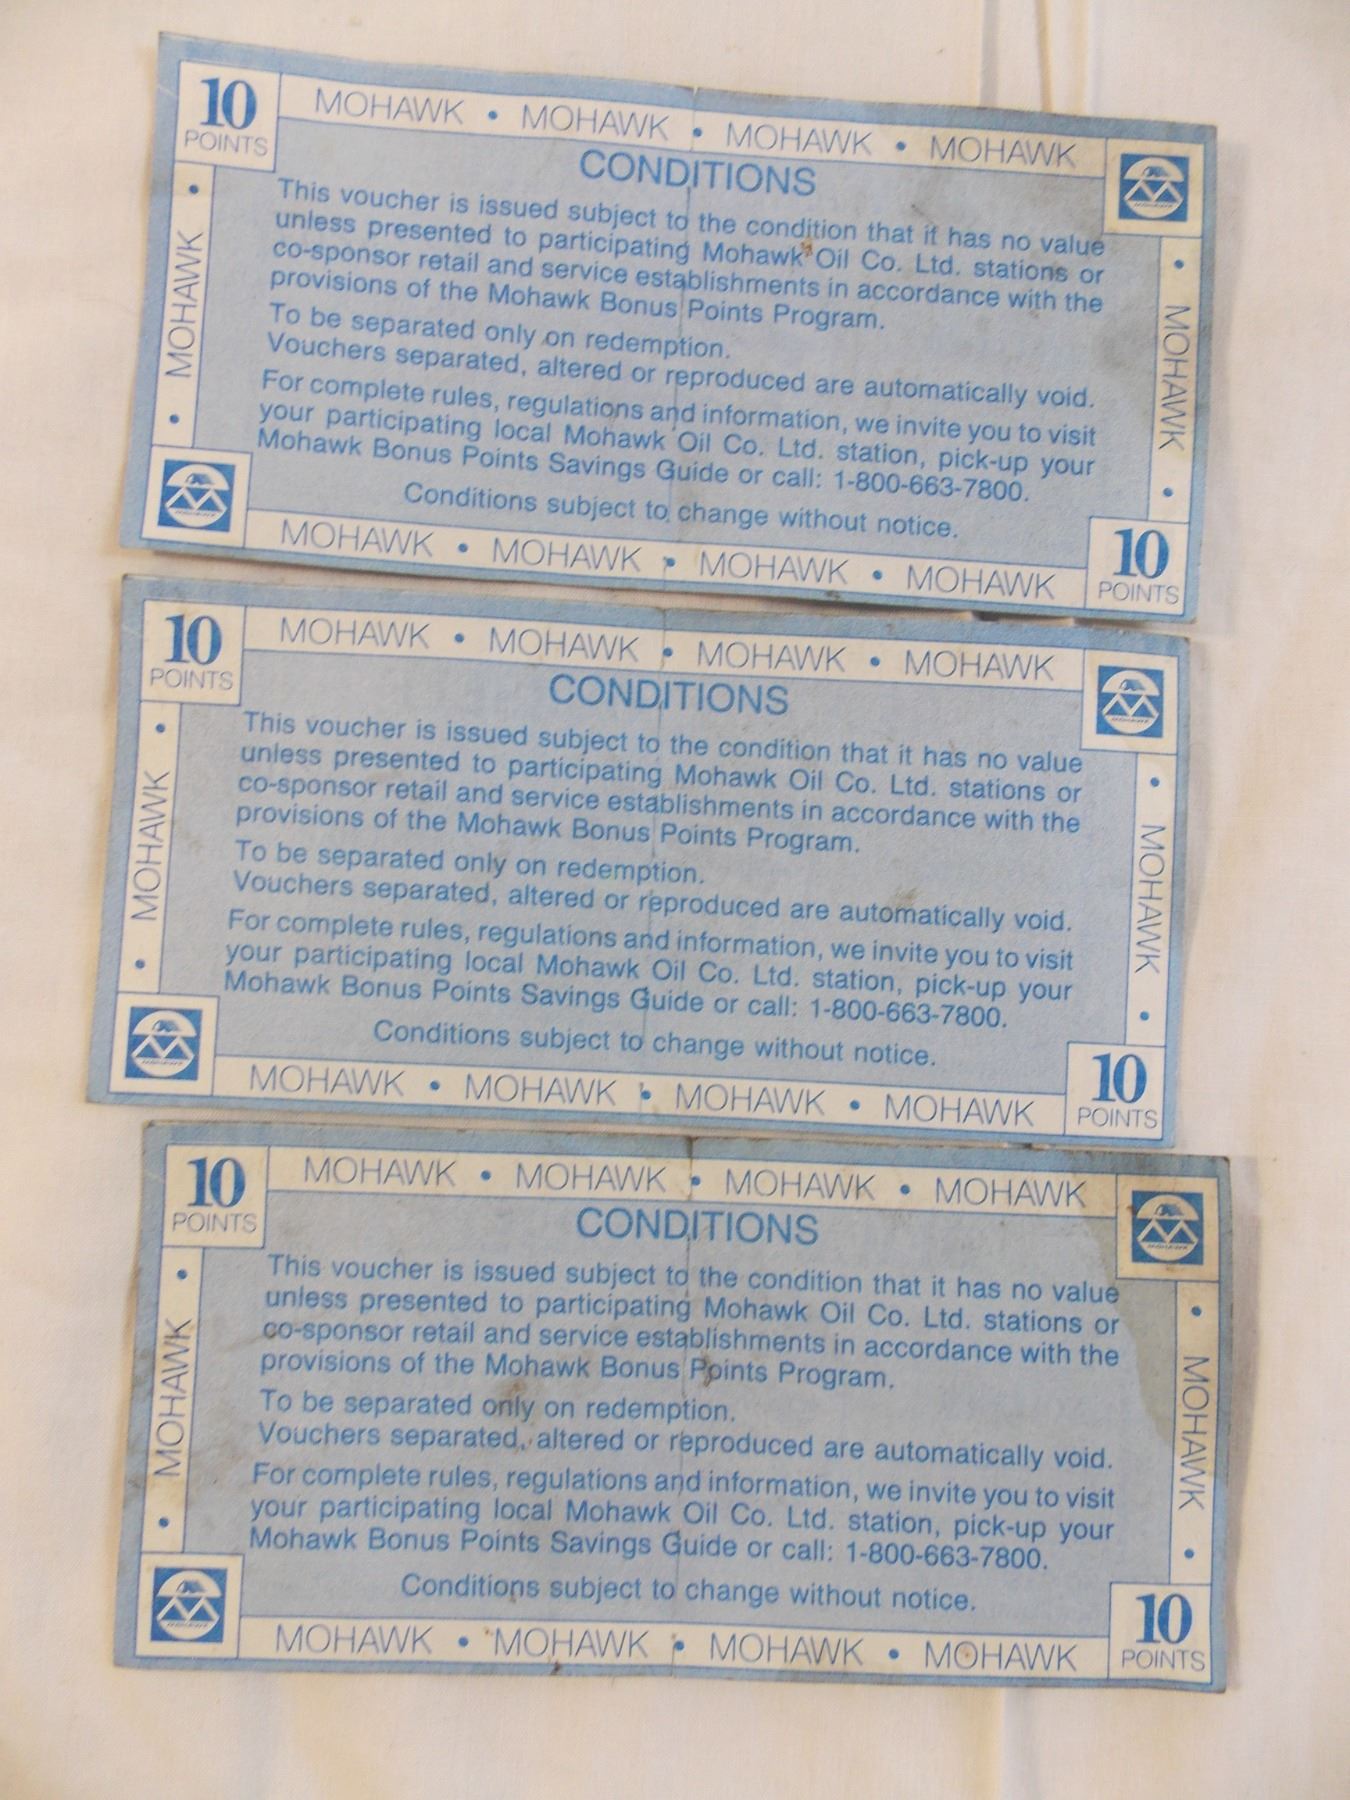 10 POINTS
MOHAWK • MOHAWK • MOHAWK • MOHAWK
MOHAWK
CONDITIONS
This voucher is issued subject to the condition that it has no value
unless presented to participating Mohawk Oil Co. Ltd. stations or
co-sponsor retail and service establishments in accordance with the
provisions of the Mohawk Bonus Points Program.
To be separated only on redemption.
Vouchers separated, altered or reproduced are automatically void.
For complete rules, regulations and information, we invite you to visit
your participating local Mohawk Oil Co. Ltd. station, pick-up your
Mohawk Bonus Points Savings Guide or call: 1-800-663-7800.
Conditions subject to change without notice.
• MOHAWK •
• MOHAWK •
MOHAWK
MOHAWK • MOHAWK • MOHAWK • MOHAWK
10 POINTS
10 POINTS
MOHAWK • MOHAWK • MOHAWK • MOHAWK
MOHAWK
CONDITIONS
This voucher is issued subject to the condition that it has no value
unless presented to participating Mohawk Oil Co. Ltd. stations or
co-sponsor retail and service establishments in accordance with the
provisions of the Mohawk Bonus Points Program.
To be separated only on redemption.
Vouchers separated, altered or reproduced are automatically void.
For complete rules, regulations and information, we invite you to visit
your participating local Mohawk Oil Co. Ltd. station, pick-up your
Mohawk Bonus Points Savings Guide or call: 1-800-663-7800.
Conditions subject to change without notice.
• MOHAWK •
• MOHAWK •
MOHAWK
MOHAWK • MOHAWK • MOHAWK • MOHAWK
10 POINTS
10 POINTS
MOHAWK • MOHAWK • MOHAWK • MOHAWK
MOHAWK
CONDITIONS
This voucher is issued subject to the condition that it has no value
unless presented to participating Mohawk Oil Co. Ltd. stations or
co-sponsor retail and service establishments in accordance with the
provisions of the Mohawk Bonus Points Program.
To be separated only on redemption.
Vouchers separated, altered or reproduced are automatically void.
For complete rules, regulations and information, we invite you to visit
your participating local Mohawk Oil Co. Ltd. station, pick-up your
Mohawk Bonus Points Savings Guide or call: 1-800-663-7800.
Conditions subject to change without notice.
• MOHAWK •
• MOHAWK •
MOHAWK
MOHAWK • MOHAWK • MOHAWK • MOHAWK
10 POINTS